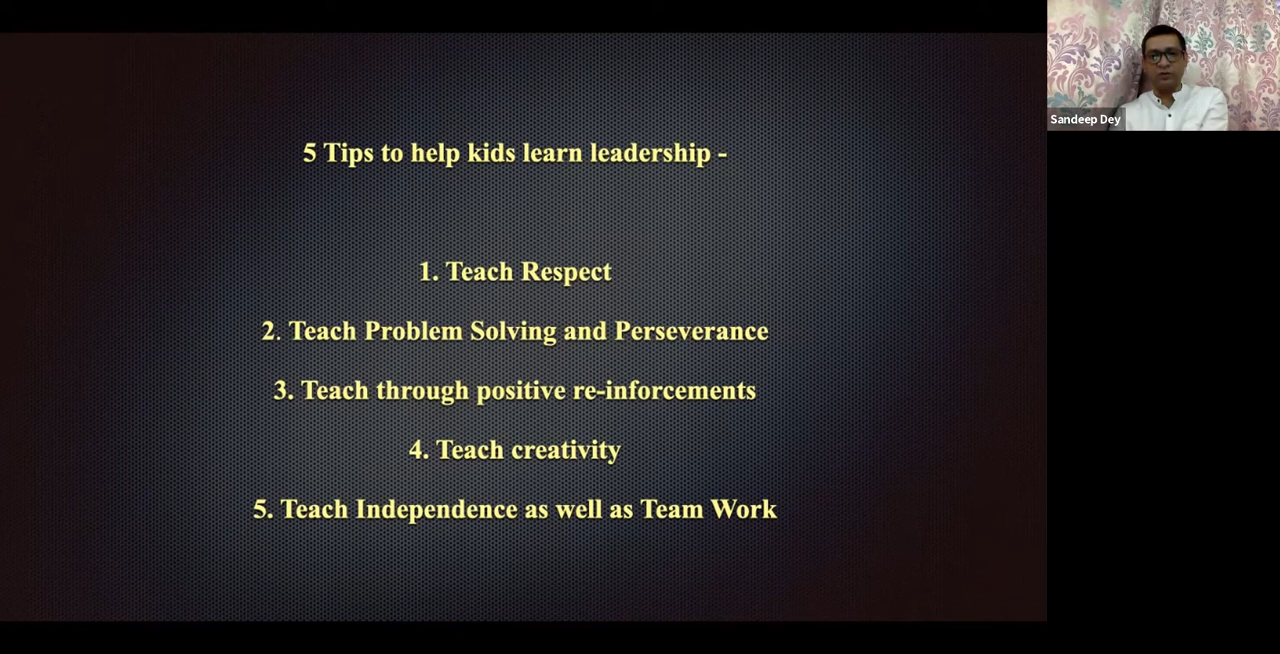 5 Tips to help kids learn leadership -
1. Teach Respect
2. Teach Problem Solving and Perseverance
3. Teach through positive re-inforcements
4. Teach creativity
5. Teach Independence as well as Team Work
Sandeep Dey